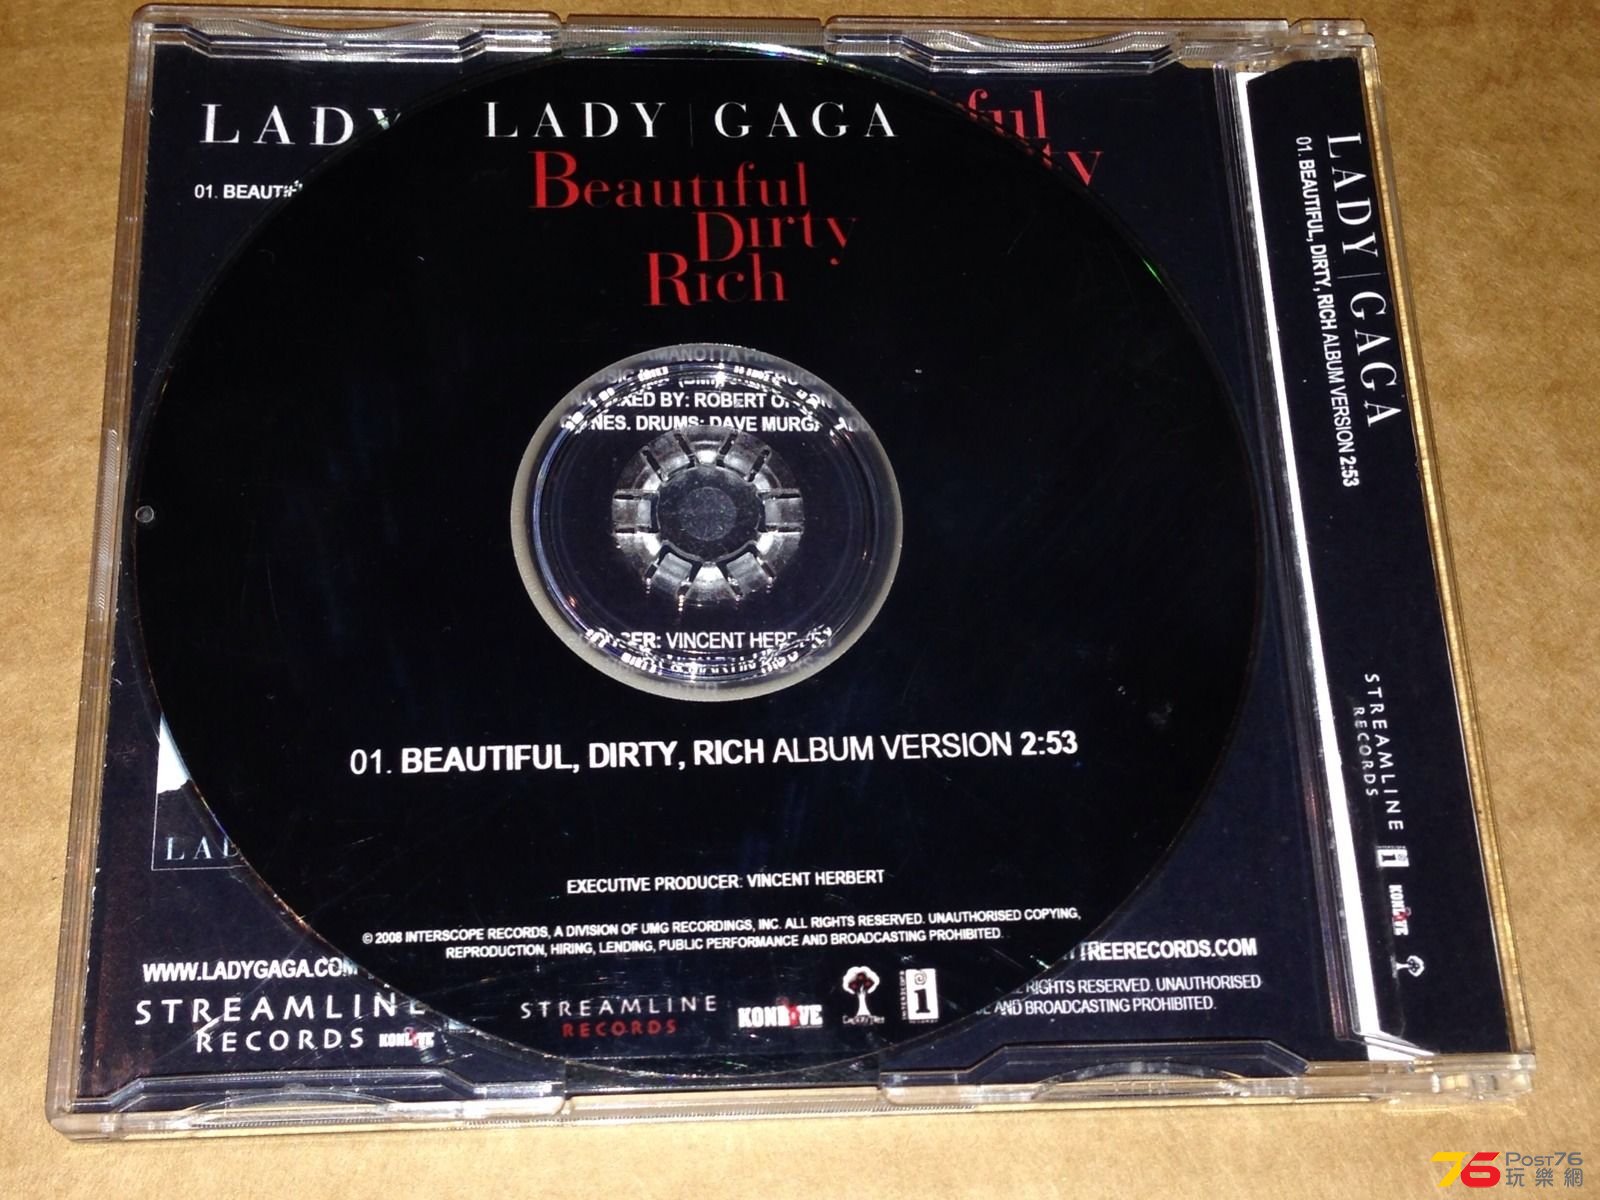 LADY
LADY | GAGA
Beautiful
Dirty
Rich
01.
MIXED BY: ROBERT
DRUMS: DAVE
VINCENT
01. BEAUTIFUL, DIRTY, RICH ALBUM VERSION 2:53
EXECUTIVE PRODUCER: VINCENT HERBERT
© 2008 INTERSCOPE RECORDS, A DIVISION OF UMG RECORDINGS, INC. ALL RIGHTS RESERVED. UNAUTHORISED COPYING,
REPRODUCTION, HIRING, LENDING, PUBLIC PERFORMANCE AND BROADCASTING PROHIBITED.
STREAMLINE
RECORDS
KONLIVE
INTERSCOPE
RECORDS
WWW.LADYGAGA.COM
STREAMLINE
RECORDS
KONLIVE
TREERECORDS.COM
RIGHTS RESERVED. UNAUTHORISED
AND BROADCASTING PROHIBITED.
LADY | GAGA
01. BEAUTIFUL, DIRTY, RICH ALBUM VERSION 2:53
STREAMLINE
RECORDS
KONLIVE
76 POST76
玩樂網